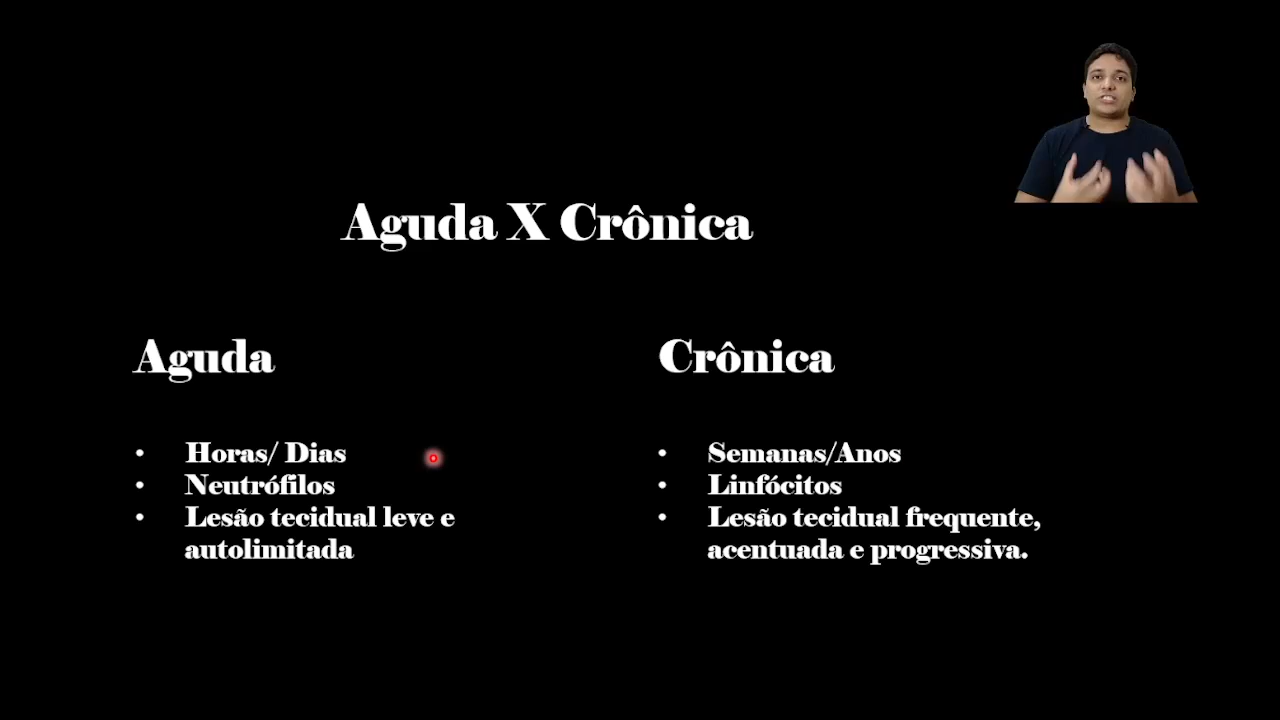 Aguda X Crônica
Aguda
• Horas/ Dias
• Neutrófilos
• Lesão tecidual leve e
autolimitada
Crônica
• Semanas/Anos
• Linfócitos
• Lesão tecidual frequente,
acentuada e progressiva.